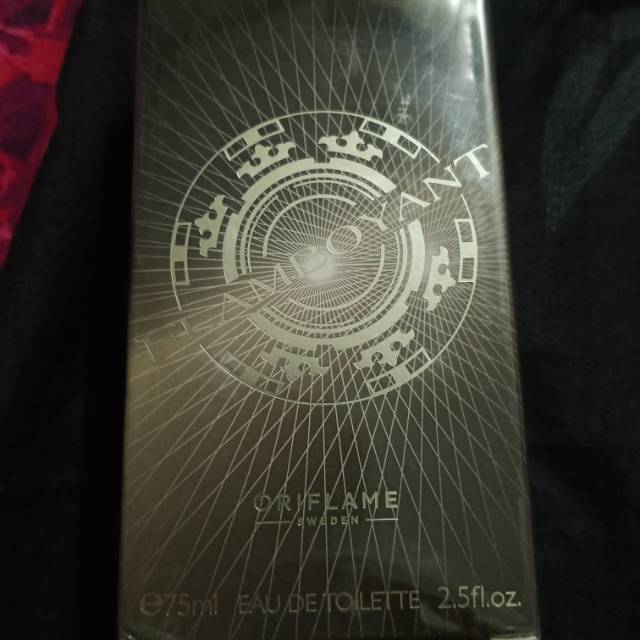 FLAMBOYANT
ORIFLAME
SWEDEN
℮75ml EAU DE TOILETTE 2.5fl.oz.